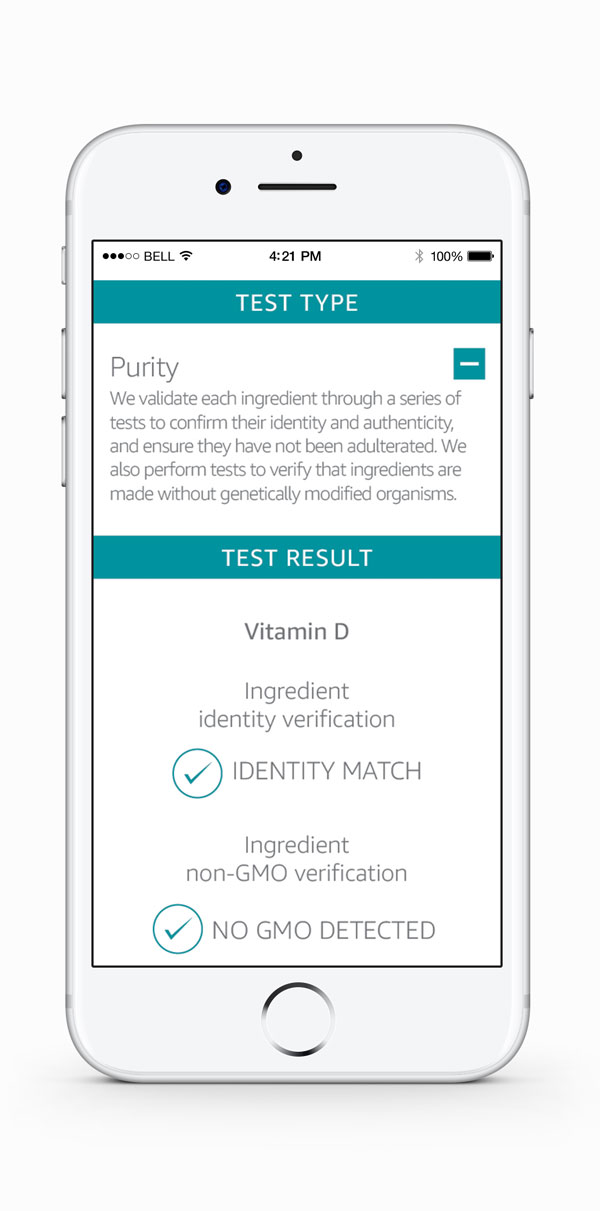 BELL 4:21 PM 100%
TEST TYPE
Purity
We validate each ingredient through a series of
tests to confirm their identity and authenticity,
and ensure they have not been adulterated. We
also perform tests to verify that ingredients are
made without genetically modified organisms.
TEST RESULT
Vitamin D
Ingredient
identity verification
IDENTITY MATCH
Ingredient
non-GMO verification
NO GMO DETECTED